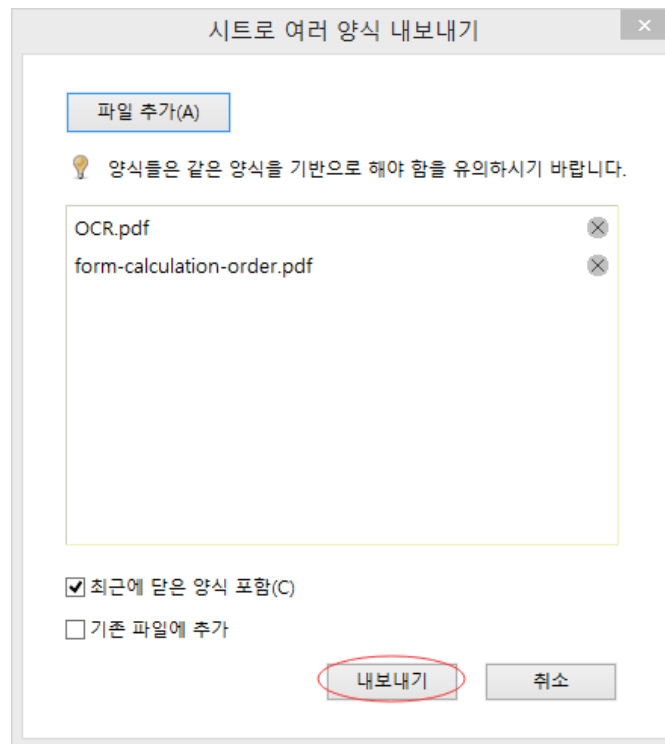 시트로 여러 양식 내보내기
파일 추가(A)
양식들은 같은 양식을 기반으로 해야 함을 유의하시기 바랍니다.
OCR.pdf
form-calculation-order.pdf
최근에 닫은 양식 포함(C)
기존 파일에 추가
내보내기 취소